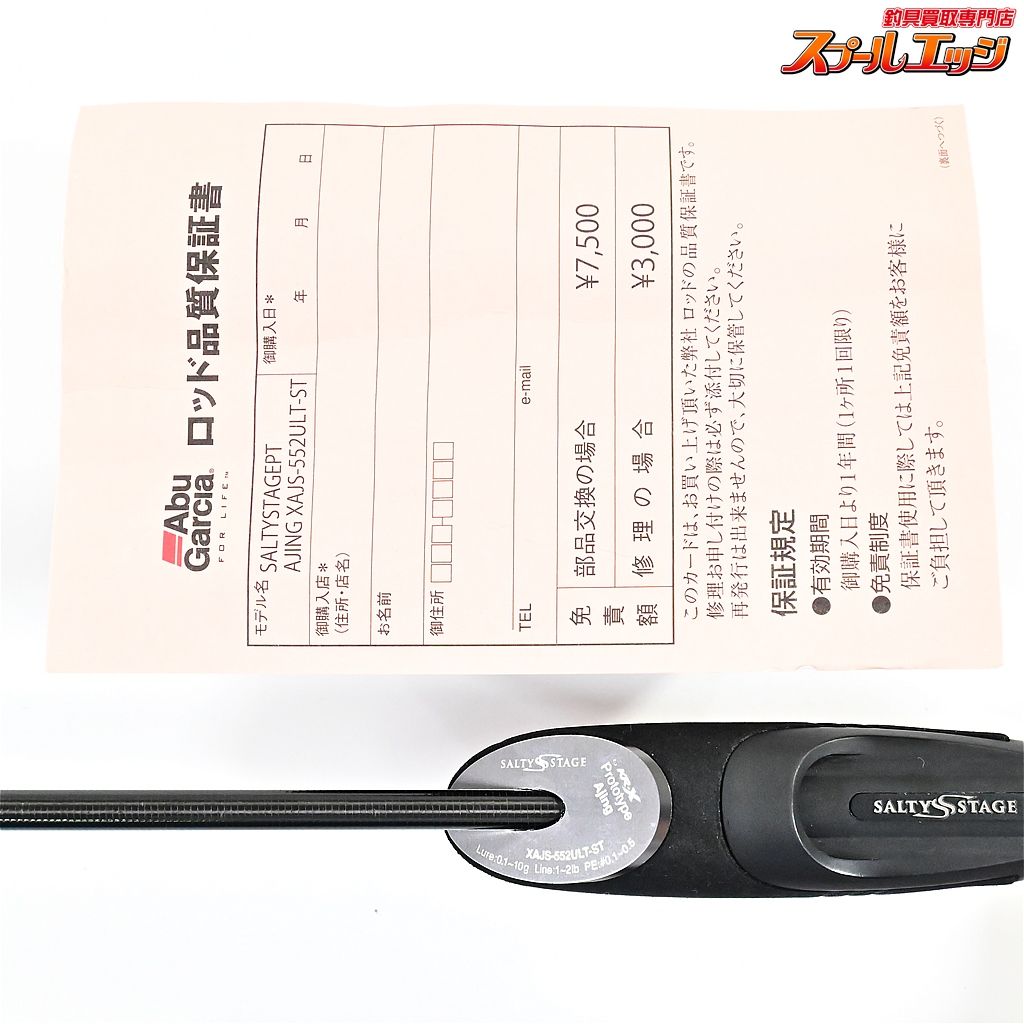 釣具買取専門店
スプールエッジ
Abu
Garcia®
FOR LIFE™
ロッド品質保証書
モデル名 SALTYSTAGEPT
AJING XAJS-552ULT-ST
御購入日*
年 月 日
御購入店*
(住所・店名)
お名前
御住所
TEL e-mail
免責額
部品交換の場合 ¥7,500
修理の場合 ¥3,000
このカードは、お買い上げ頂いた弊社 ロッドの品質保証書です。
修理お申し付けの際は必ず添付してください。
再発行は出来ませんので、大切に保管してください。
保証規定
●有効期間
御購入日より1年間(1ヶ所1回限り)
●免責制度
保証書使用に際しては上記免責額をお客様に
ご負担して頂きます。
(裏面へつづく)
SALTY STAGE
KR-X
Prototype
Ajing
XAJS-552ULT-ST
Lure:0.1~10g Line:1~2lb PE:#0.1~0.5
SALTY STAGE